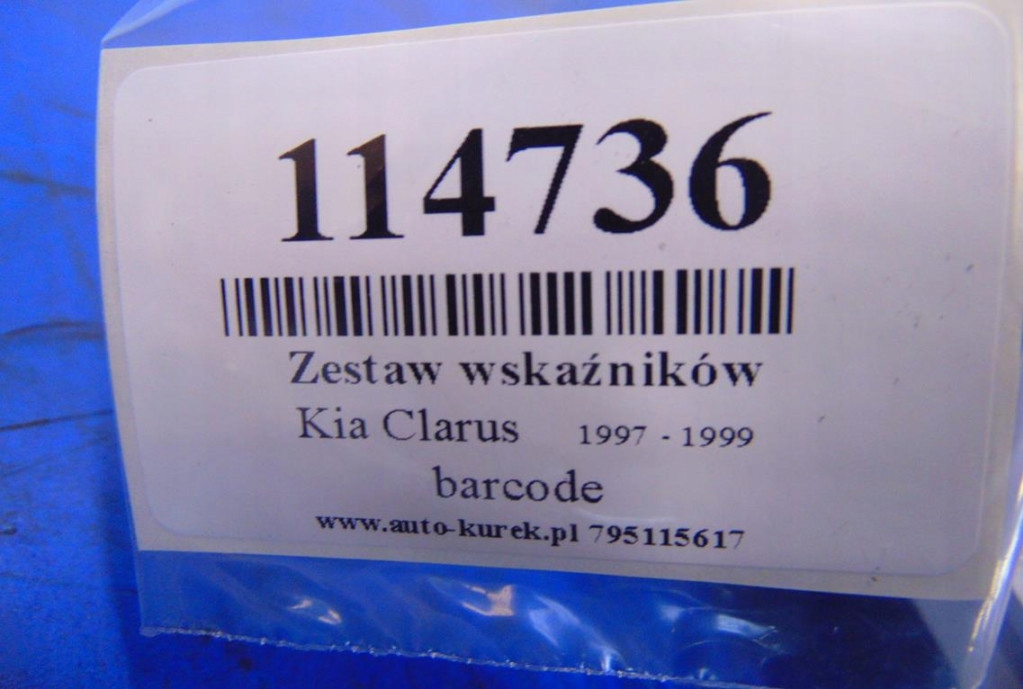 114736
Zestaw wskaźników
Kia Clarus 1997 - 1999
barcode
www.auto-kurek.pl 795115617